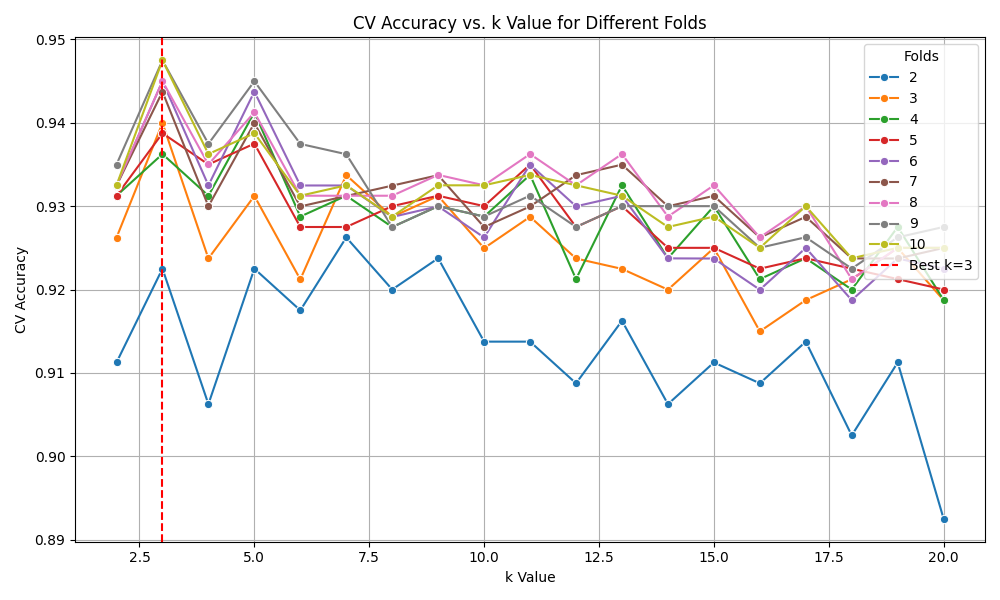 CV Accuracy vs. k Value for Different Folds
CV Accuracy
0.95
0.94
0.93
0.92
0.91
0.90
0.89
2.5 5.0 7.5 10.0 12.5 15.0 17.5 20.0
k Value
Folds
2
3
4
5
6
7
8
9
10
Best k=3